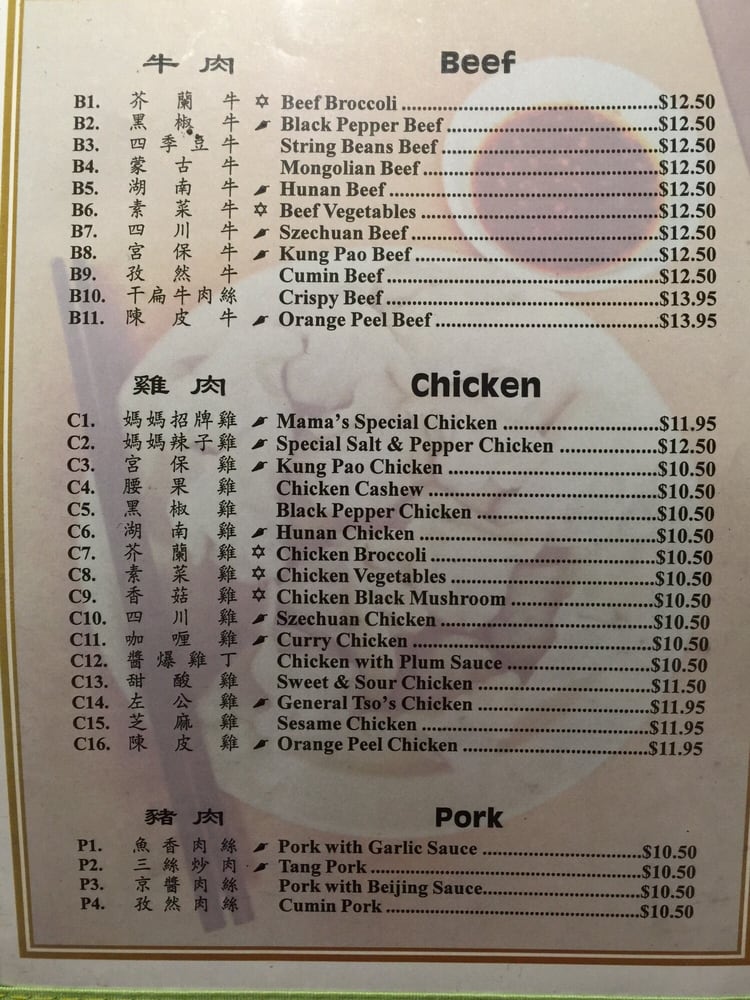 牛肉 Beef
B1. 芥蘭牛 ✡ Beef Broccoli ........ $12.50
B2. 黑椒牛 Black Pepper Beef ........ $12.50
B3. 四季豆牛 String Beans Beef ........ $12.50
B4. 蒙古牛 Mongolian Beef ........ $12.50
B5. 湖南牛 Hunan Beef ........ $12.50
B6. 素菜牛 ✡ Beef Vegetables ........ $12.50
B7. 四川牛 Szechuan Beef ........ $12.50
B8. 宮保牛 Kung Pao Beef ........ $12.50
B9. 孜然牛 Cumin Beef ........ $12.50
B10. 干扁牛肉絲 Crispy Beef ........ $13.95
B11. 陳皮牛 Orange Peel Beef ........ $13.95
雞肉 Chicken
C1. 媽媽招牌雞 Mama's Special Chicken ........ $11.95
C2. 媽媽辣子雞 Special Salt & Pepper Chicken ........ $12.50
C3. 宮保雞 Kung Pao Chicken ........ $10.50
C4. 腰果雞 Chicken Cashew ........ $10.50
C5. 黑椒雞 Black Pepper Chicken ........ $10.50
C6. 湖南雞 Hunan Chicken ........ $10.50
C7. 芥蘭雞 ✡ Chicken Broccoli ........ $10.50
C8. 素菜雞 ✡ Chicken Vegetables ........ $10.50
C9. 香菇雞 ✡ Chicken Black Mushroom ........ $10.50
C10. 四川雞 Szechuan Chicken ........ $10.50
C11. 咖喱雞 Curry Chicken ........ $10.50
C12. 醬爆雞丁 Chicken with Plum Sauce ........ $10.50
C13. 甜酸雞 Sweet & Sour Chicken ........ $11.50
C14. 左公雞 General Tso's Chicken ........ $11.95
C15. 芝麻雞 Sesame Chicken ........ $11.95
C16. 陳皮雞 Orange Peel Chicken ........ $11.95
豬肉 Pork
P1. 魚香肉絲 Pork with Garlic Sauce ........ $10.50
P2. 三絲炒肉 Tang Pork ........ $10.50
P3. 京醬肉絲 Pork with Beijing Sauce ........ $10.50
P4. 孜然肉絲 Cumin Pork ........ $10.50